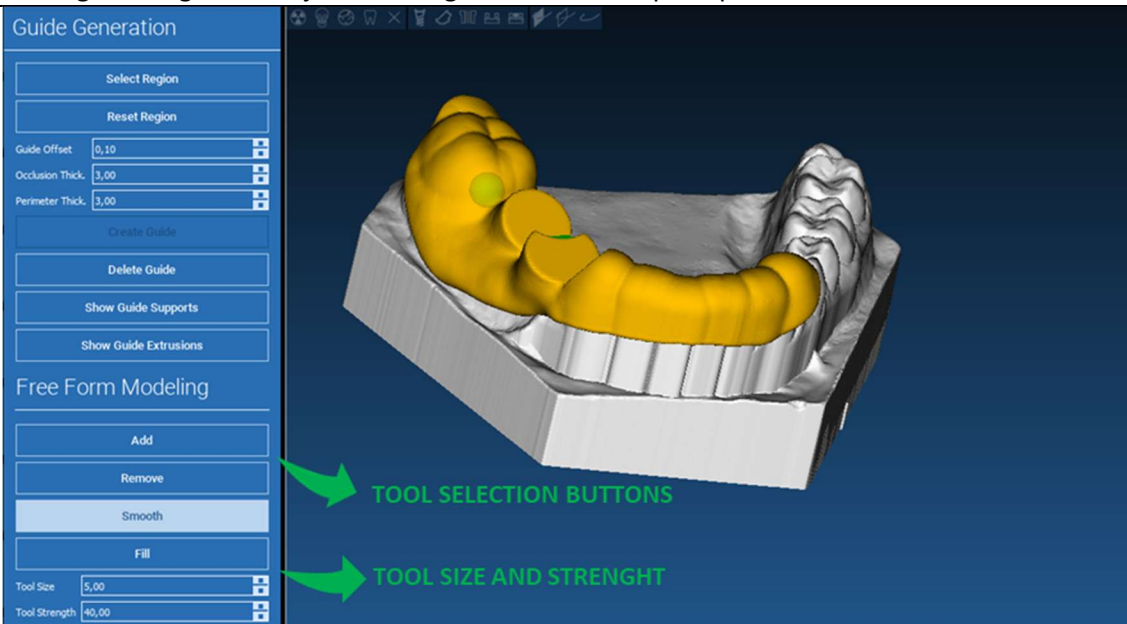 Guide Generation
Select Region
Reset Region
Guide Offset 0,10
Occlusion Thick. 3,00
Perimeter Thick. 3,00
Create Guide
Delete Guide
Show Guide Supports
Show Guide Extrusions
Free Form Modeling
Add
Remove
TOOL SELECTION BUTTONS
Smooth
Fill
TOOL SIZE AND STRENGHT
Tool Size 5,00
Tool Strength 40,00